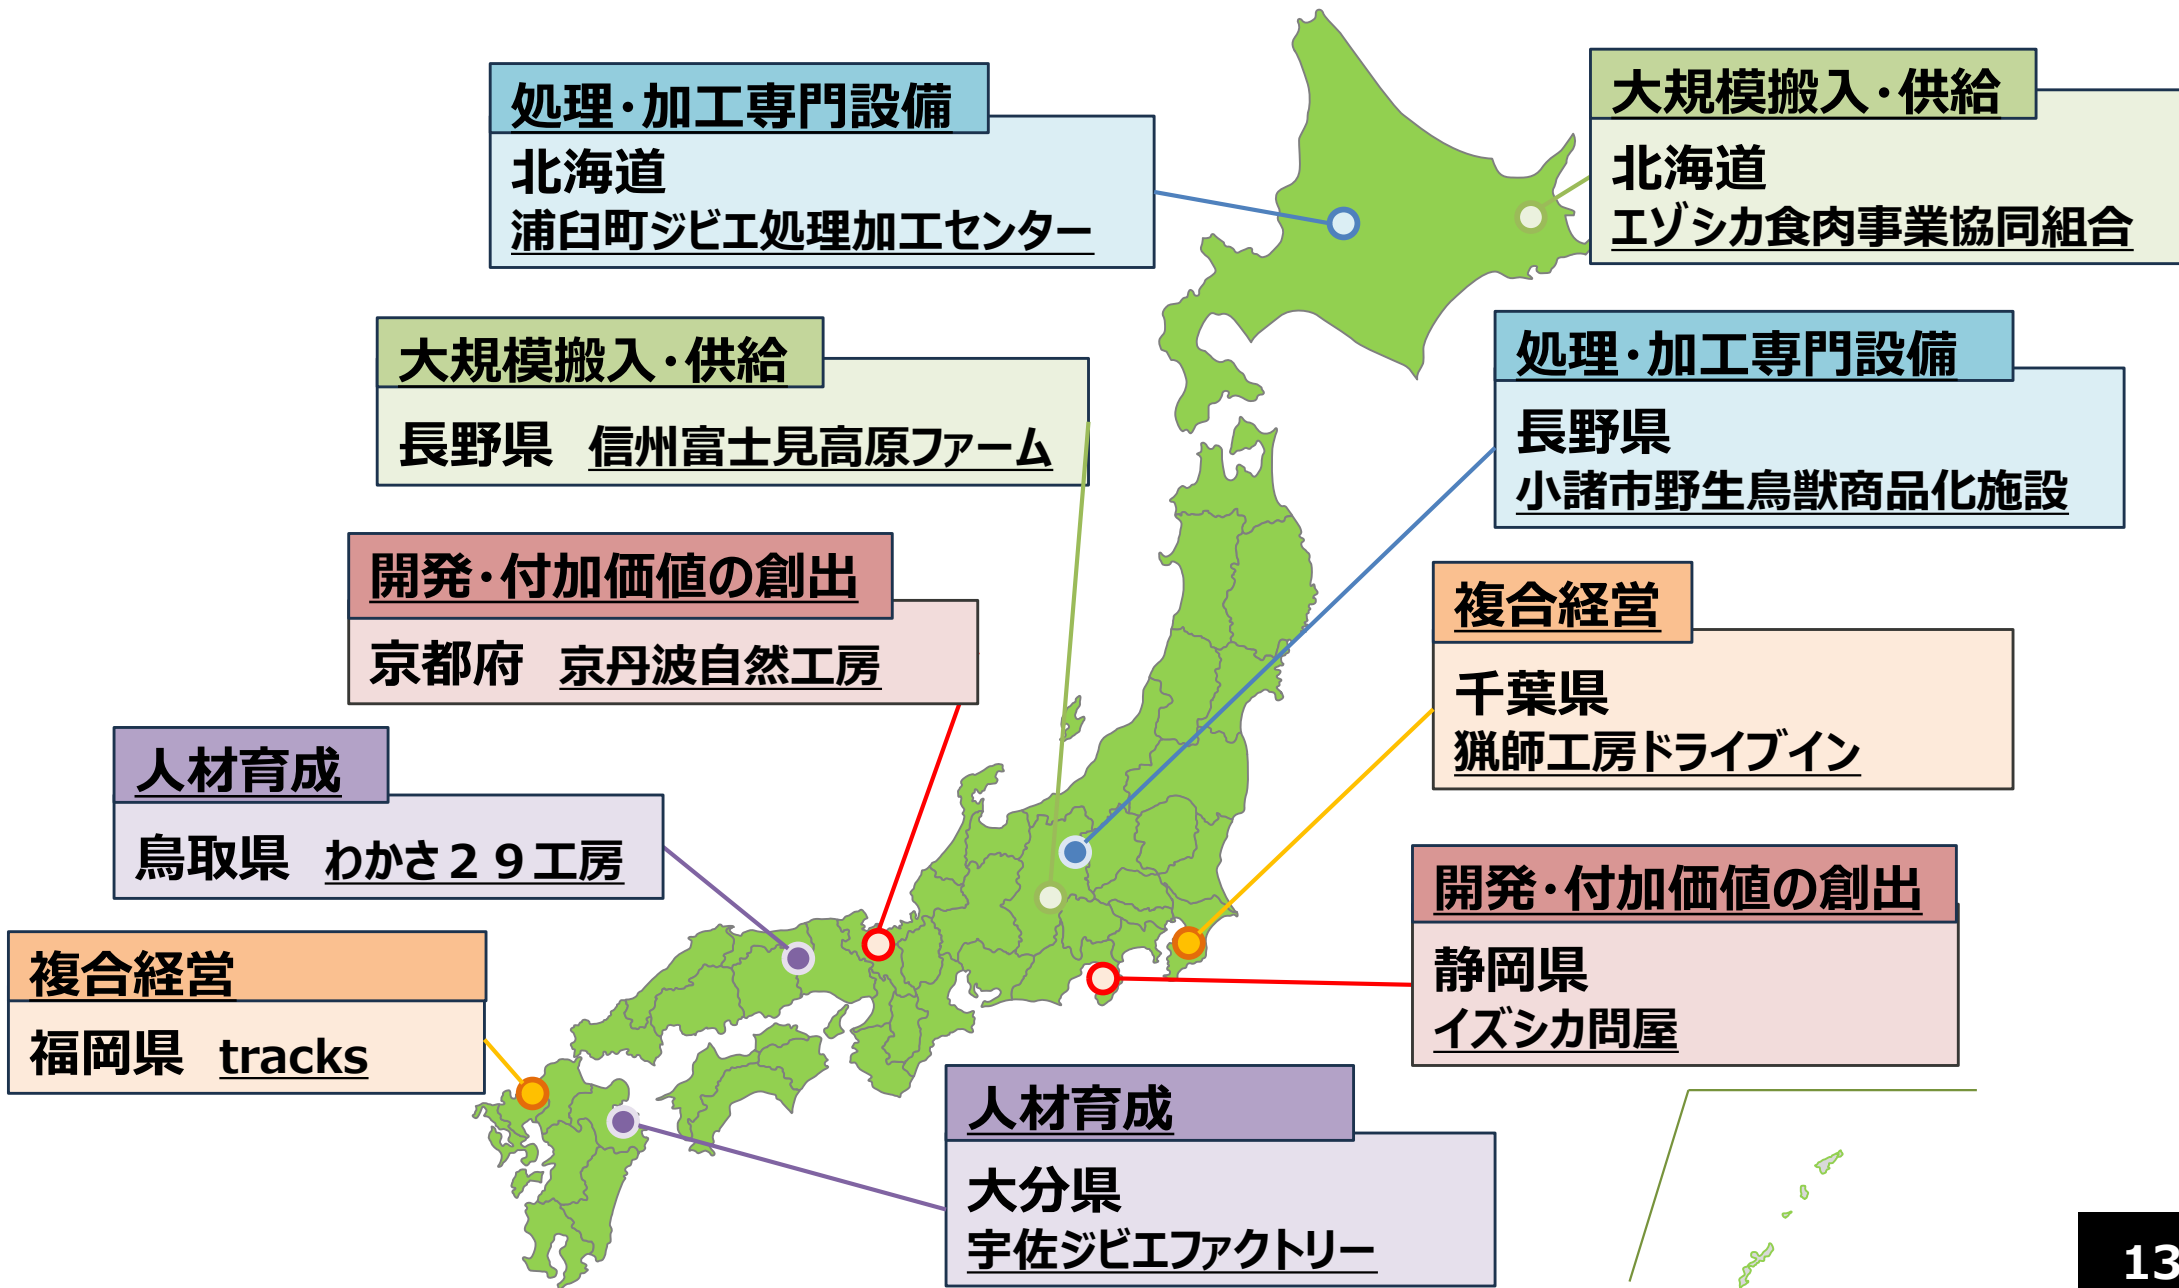 処理・加工専門設備
北海道
浦臼町ジビエ処理加工センター
大規模搬入・供給
北海道
エゾシカ食肉事業協同組合
大規模搬入・供給
長野県 信州富士見高原ファーム
処理・加工専門設備
長野県
小諸市野生鳥獣商品化施設
開発・付加価値の創出
京都府 京丹波自然工房
複合経営
千葉県
猟師工房ドライブイン
人材育成
鳥取県 わかさ２９工房
開発・付加価値の創出
静岡県
イズシカ問屋
複合経営
福岡県 tracks
人材育成
大分県
宇佐ジビエファクトリー
13